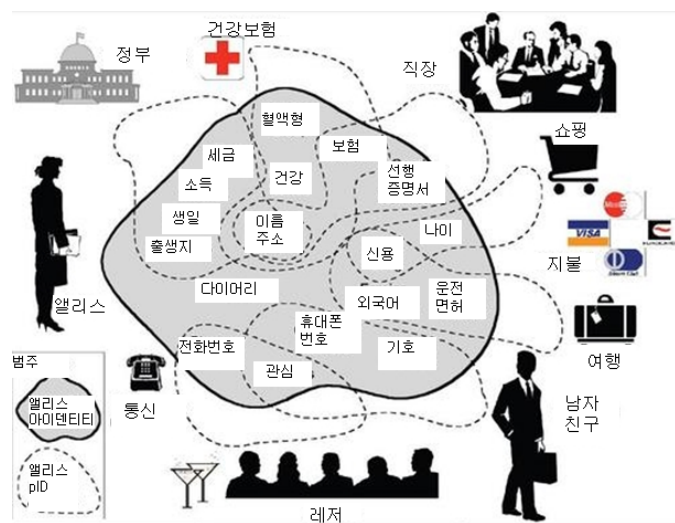 건강보험
정부
직장
쇼핑
혈액형
보험
세금
건강
선행
증명서
소득
생일
이름
주소
나이
출생지
신용
VISA
지불
앨리스
다이어리
외국어
운전
면허
휴대폰
번호
전화번호
기호
여행
범주
관심
통신
남자
친구
앨리스
아이덴티티
앨리스
pID
레저